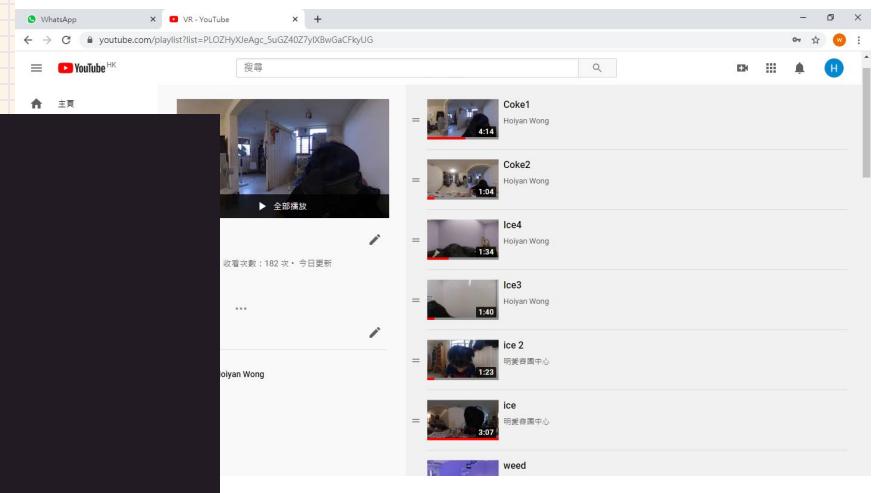 WhatsApp
VR - YouTube
youtube.com/playlist?list=PLOZHyXJeAgc_5uGZ40Z7yIXBwGaCFkyUG
YouTube HK
搜尋
H
主頁
全部播放
收看次數：182 次 • 今日更新
oiyan Wong
Coke1
Hoiyan Wong
4:14
Coke2
Hoiyan Wong
1:04
Ice4
Hoiyan Wong
1:34
Ice3
Hoiyan Wong
1:40
ice 2
明愛容圃中心
1:23
ice
明愛容圃中心
3:07
weed